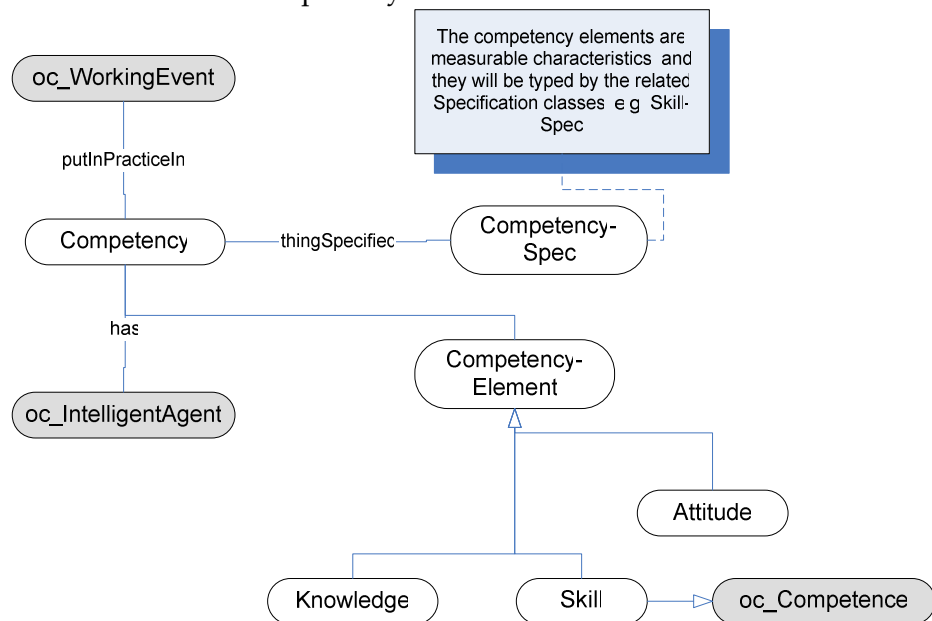 The competency elements are
measurable characteristics and
they will be typed by the related
Specification classes e g Skill-
Spec
oc_WorkingEvent
putInPracticeIn
Competency
thingSpecified
Competency-
Spec
has
Competency-
Element
oc_IntelligentAgent
Attitude
Knowledge
Skill
oc_Competence